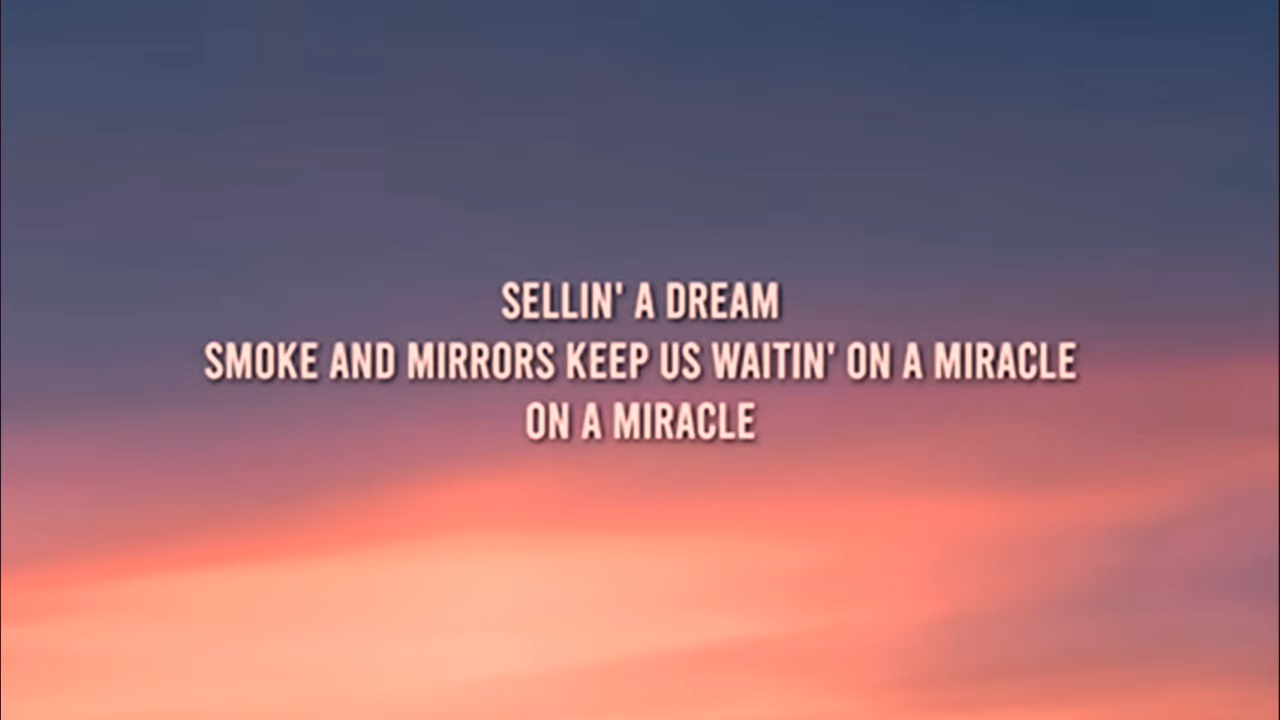 SELLIN' A DREAM
SMOKE AND MIRRORS KEEP US WAITIN' ON A MIRACLE
ON A MIRACLE